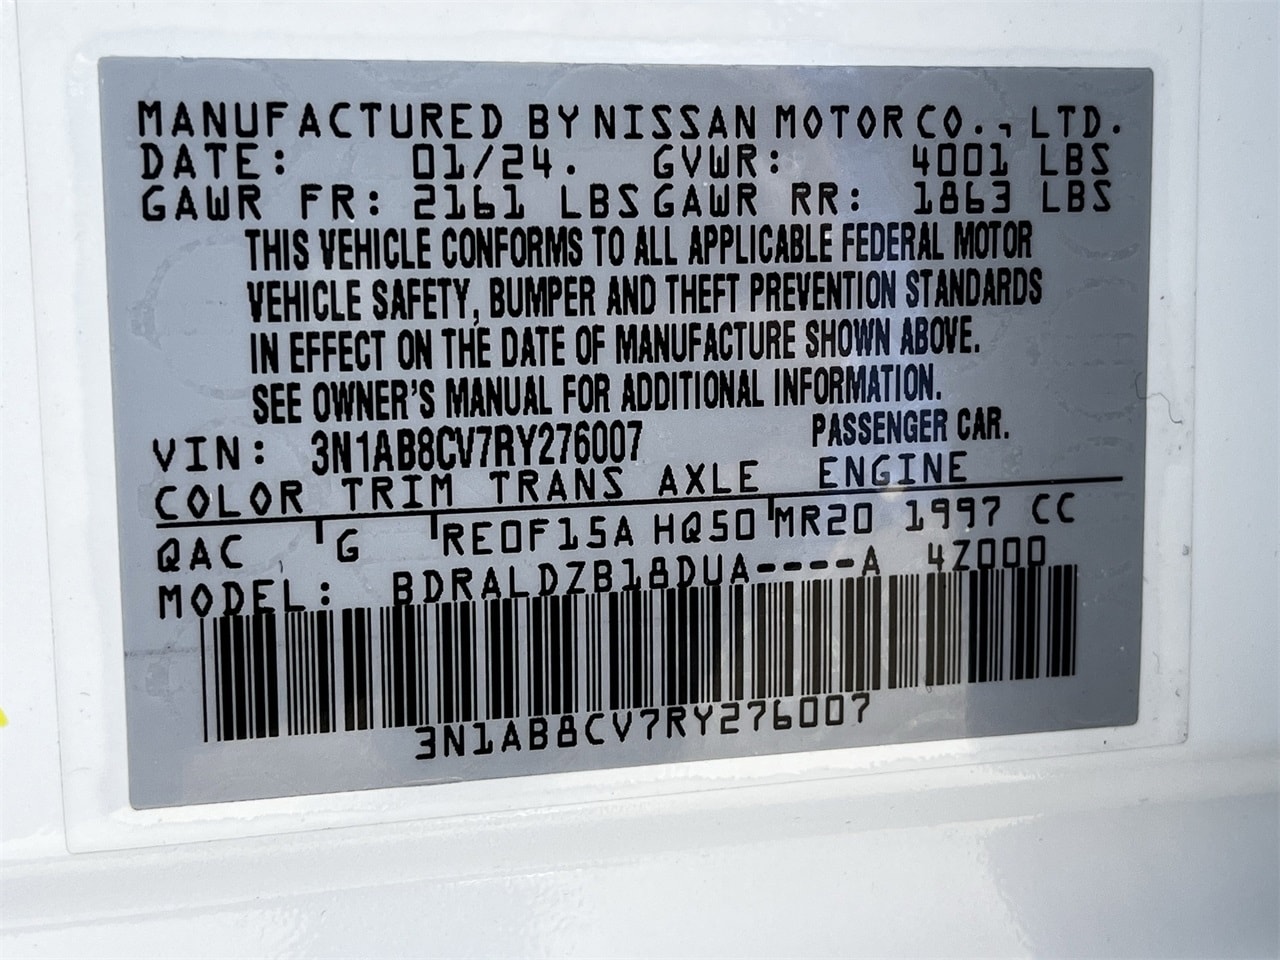 MANUFACTURED BY NISSAN MOTOR CO., LTD.
DATE: 01/24. GVWR: 4001 LBS
GAWR FR: 2161 LBS GAWR RR: 1863 LBS
THIS VEHICLE CONFORMS TO ALL APPLICABLE FEDERAL MOTOR
VEHICLE SAFETY, BUMPER AND THEFT PREVENTION STANDARDS
IN EFFECT ON THE DATE OF MANUFACTURE SHOWN ABOVE.
SEE OWNER'S MANUAL FOR ADDITIONAL INFORMATION.
VIN: 3N1AB8CV7RY276007 PASSENGER CAR.
COLOR TRIM TRANS AXLE ENGINE
QAC G RE0F15A HQ50 MR20 1997 CC
MODEL: BDRALDZB18DUA----A 4Z000
3N1AB8CV7RY276007